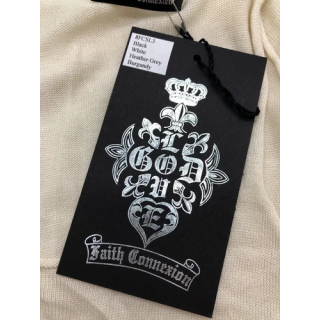 Black
White
Heather Grey
Burgundy
L
GOD
V
E
Faith Connexion